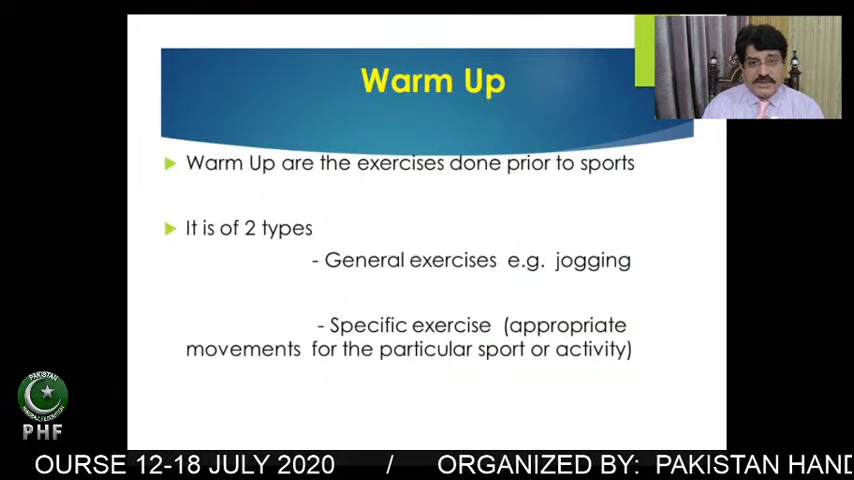 Warm Up
Warm Up are the exercises done prior to sports
It is of 2 types
- General exercises e.g. jogging
- Specific exercise (appropriate
movements for the particular sport or activity)
PAKISTAN
PHF
OURSE 12-18 JULY 2020 / ORGANIZED BY: PAKISTAN HAND